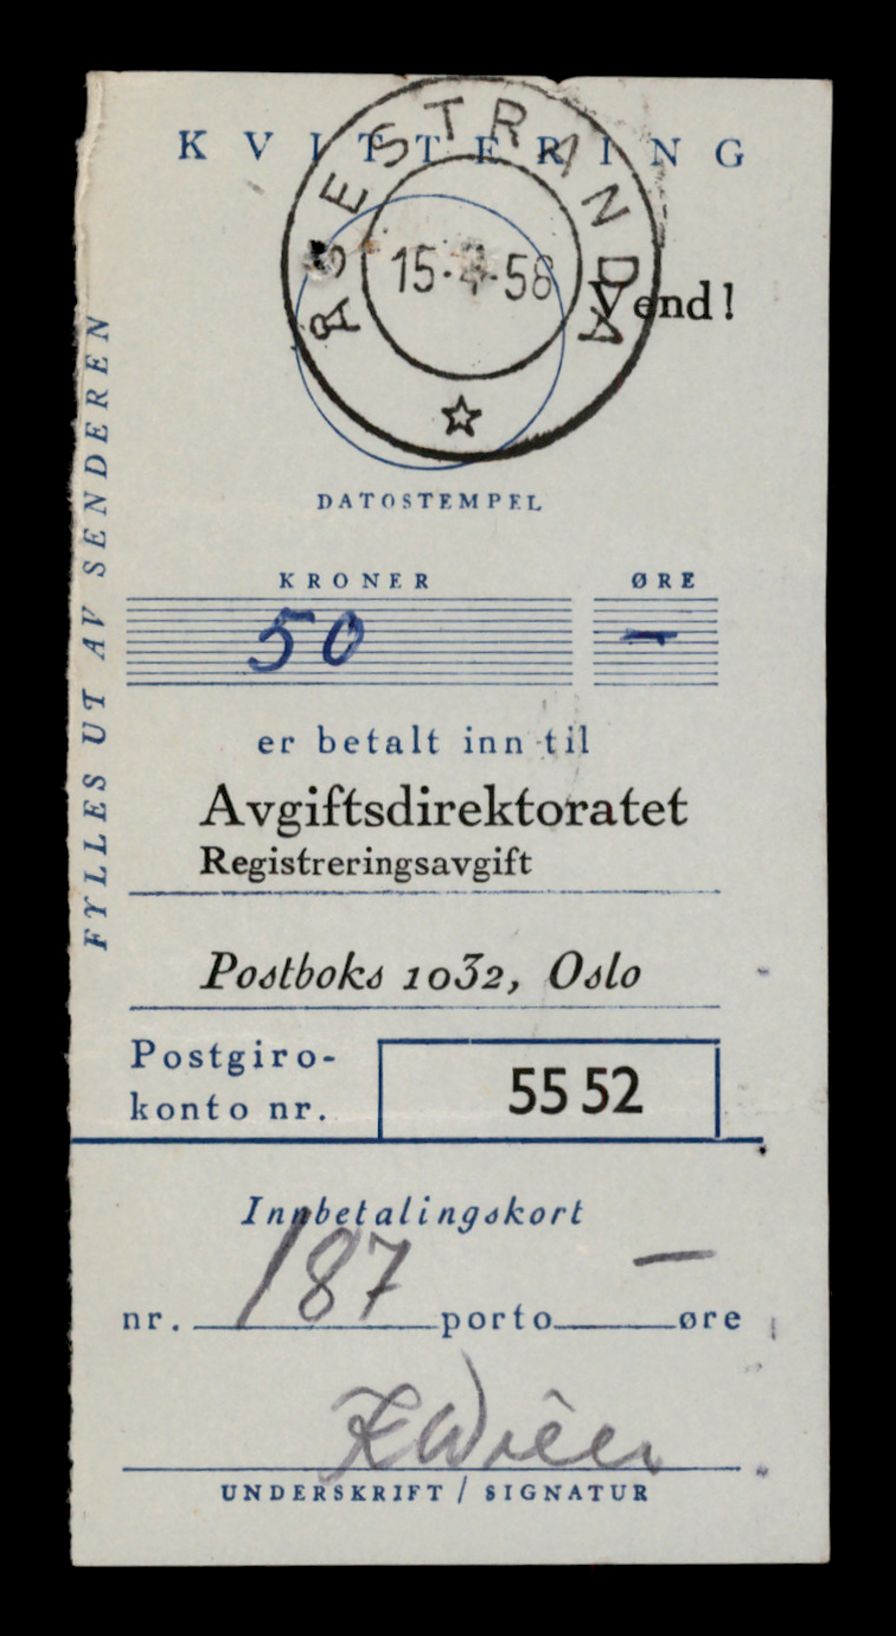 KVITTERING
ÅSESTRANDA
15·4·58
Vend!
DATOSTEMPEL
FYLLES UT AV SENDEREN
KRONER ØRE
50 -
er betalt inn til
Avgiftsdirektoratet
Registreringsavgift
Postboks 1032, Oslo
Postgiro-
konto nr.
55 52
Innbetalingskort
nr. 187 porto — øre
UNDERSKRIFT / SIGNATUR